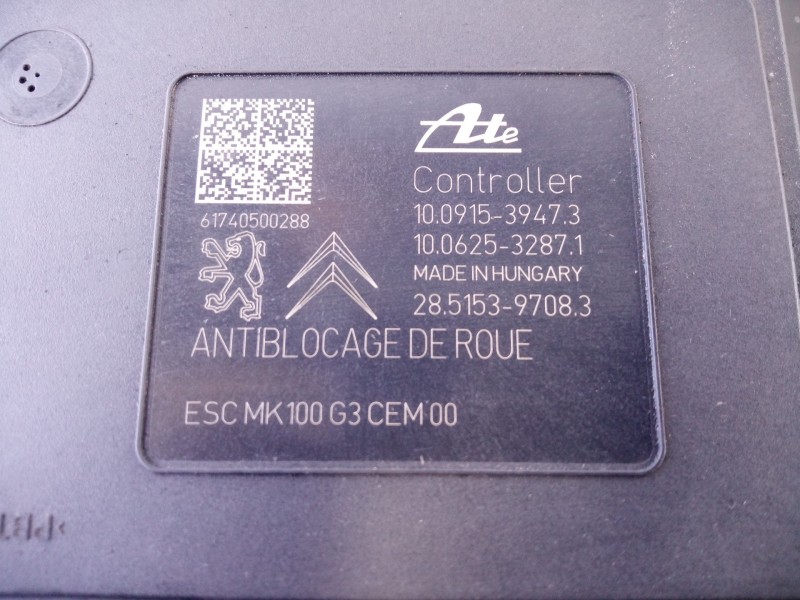 Ate
Controller
10.0915-3947.3
10.0625-3287.1
MADE IN HUNGARY
28.5153-9708.3
61740500288
ANTIBLOCAGE DE ROUE
ESC MK100 G3 CEM 00